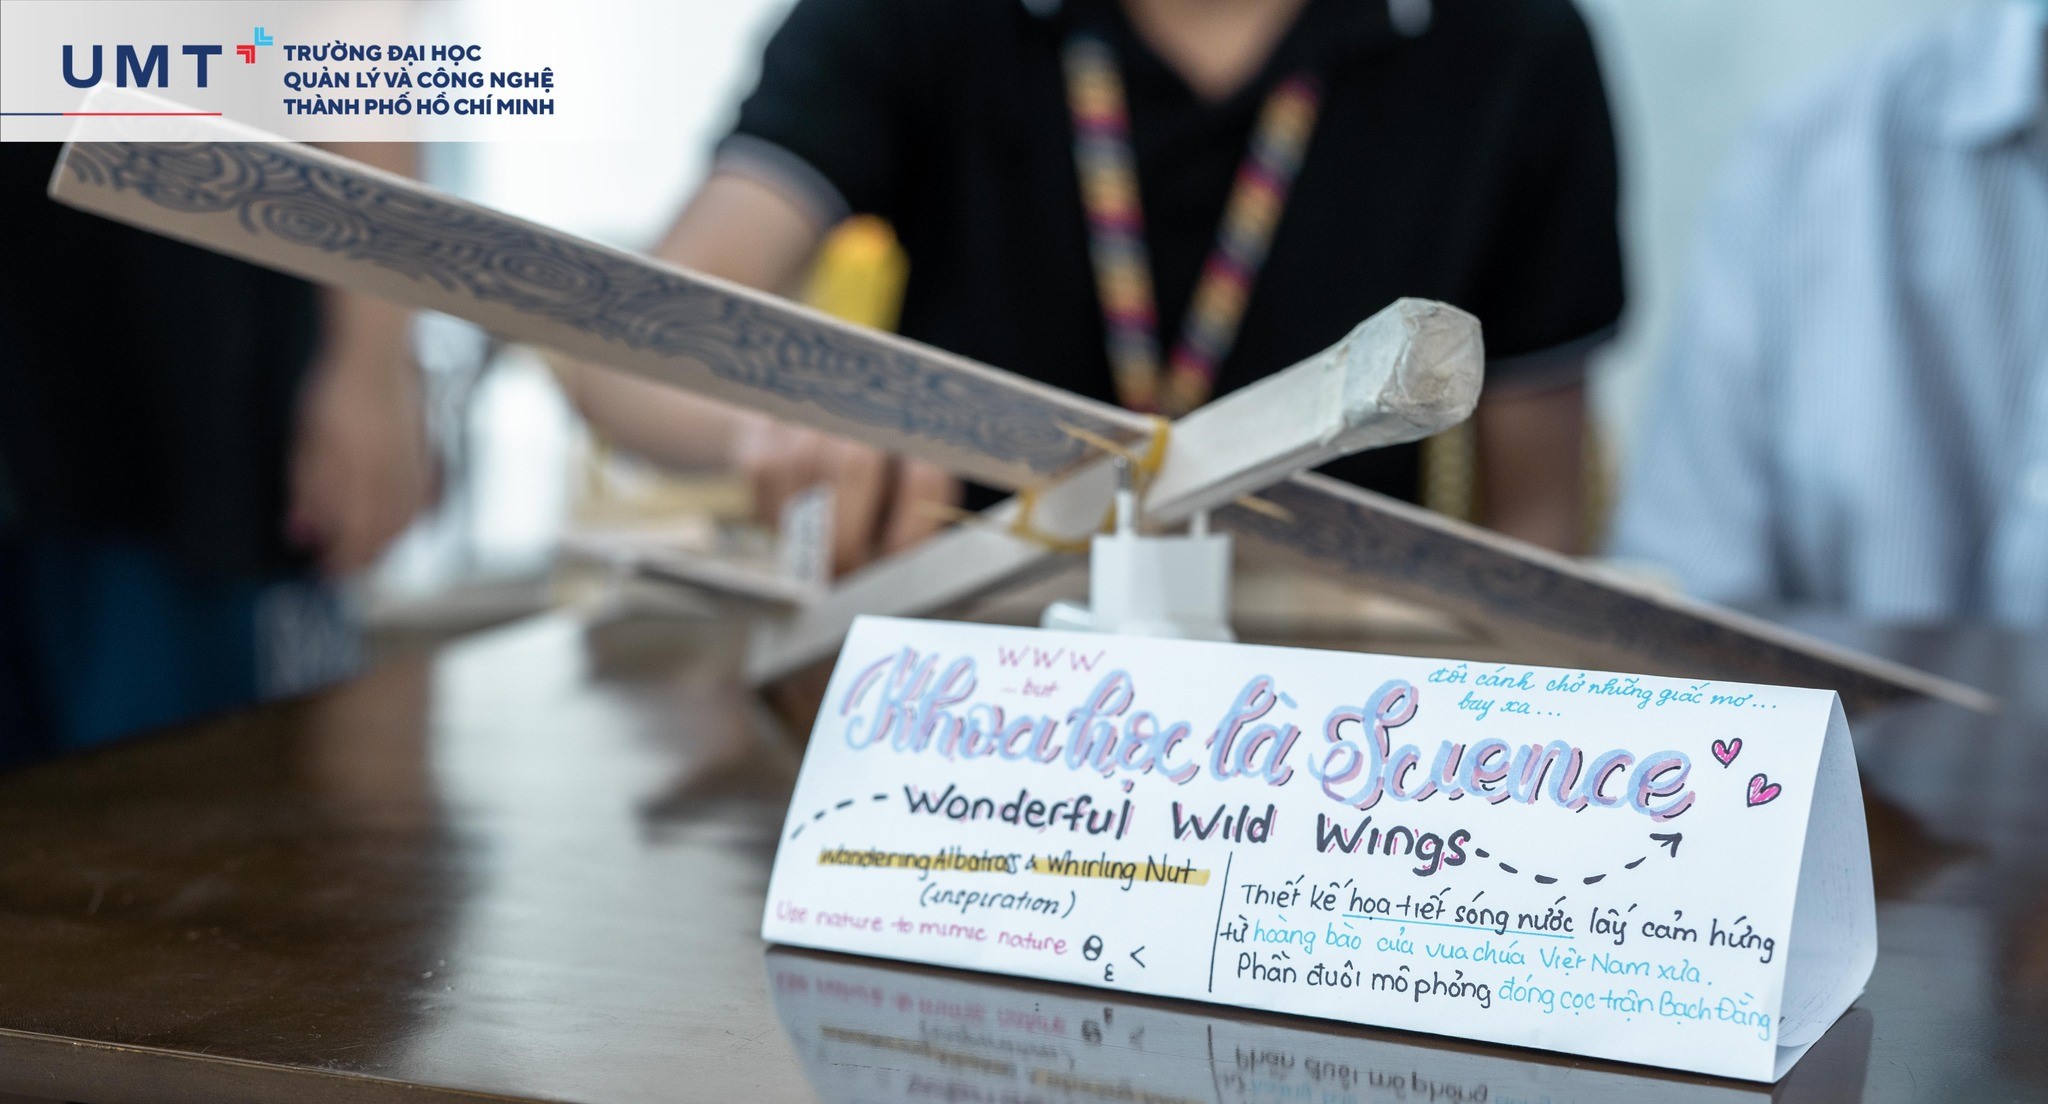 UMT
TRƯỜNG ĐẠI HỌC
QUẢN LÝ VÀ CÔNG NGHỆ
THÀNH PHỐ HỒ CHÍ MINH
WWW
- but
đôi cánh chở những giấc mơ...
bay xa...
Khoa học là Science
Wonderful Wild Wings
Wandering Albatross & Whirling Nut
(inspiration)
Use nature to mimic nature
Thiết kế họa tiết sóng nước lấy cảm hứng
từ hoàng bào của vua chúa Việt Nam xưa.
Phần đuôi mô phỏng đóng cọc trận Bạch Đằng